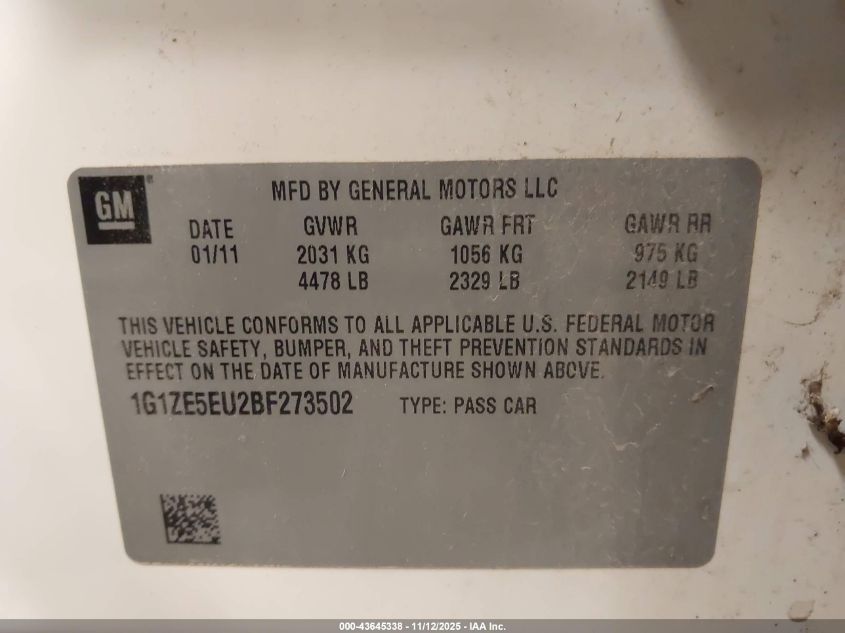 GM
MFD BY GENERAL MOTORS LLC
DATE GVWR GAWR FRT GAWR RR
01/11 2031 KG 1056 KG 975 KG
4478 LB 2329 LB 2149 LB
THIS VEHICLE CONFORMS TO ALL APPLICABLE U.S. FEDERAL MOTOR
VEHICLE SAFETY, BUMPER, AND THEFT PREVENTION STANDARDS IN
EFFECT ON THE DATE OF MANUFACTURE SHOWN ABOVE.
1G1ZE5EU2BF273502 TYPE: PASS CAR
000-43645338 - 11/12/2025 - IAA Inc.